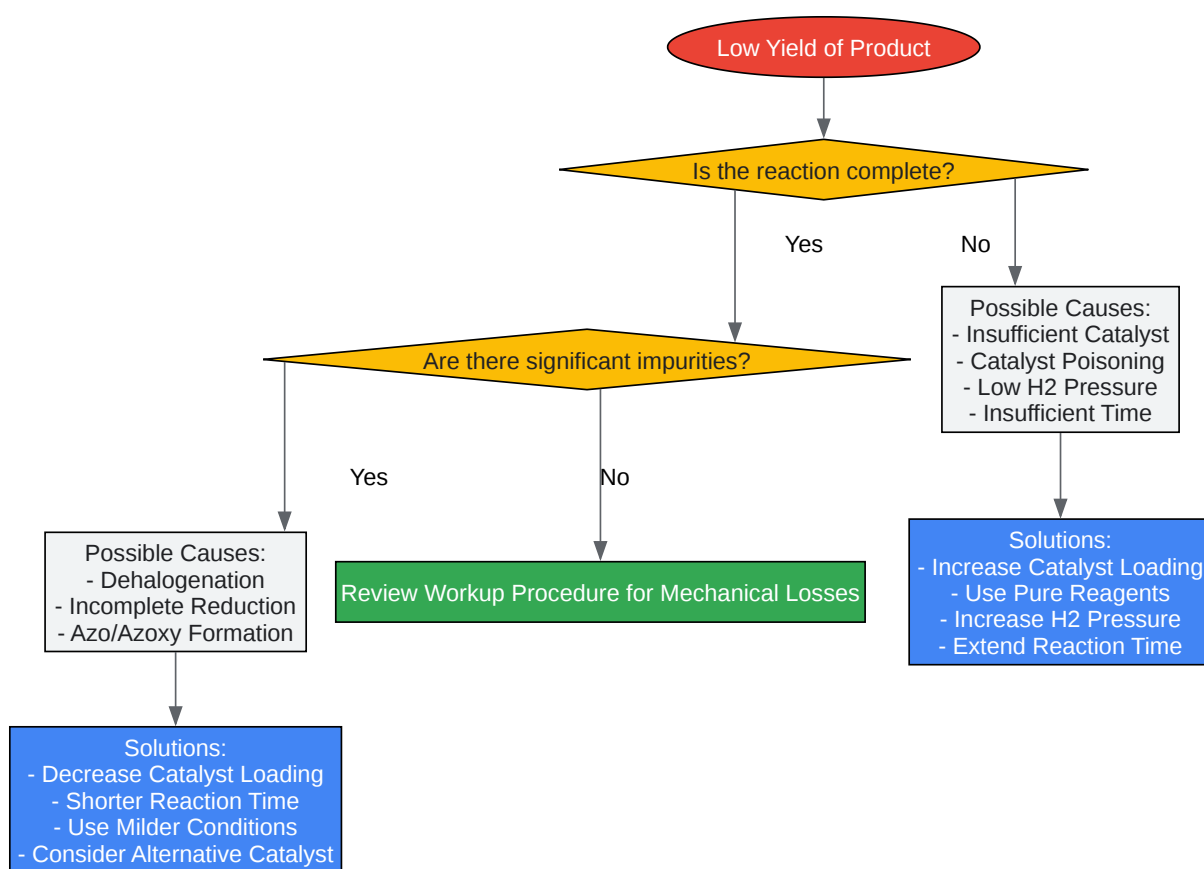 Low Yield of Product
Is the reaction complete?
Yes
No
Possible Causes:
- Insufficient Catalyst
- Catalyst Poisoning
- Low H2 Pressure
- Insufficient Time
Are there significant impurities?
Yes
No
Solutions:
- Increase Catalyst Loading
- Use Pure Reagents
- Increase H2 Pressure
- Extend Reaction Time
Possible Causes:
- Dehalogenation
- Incomplete Reduction
- Azo/Azoxy Formation
Review Workup Procedure for Mechanical Losses
Solutions:
- Decrease Catalyst Loading
- Shorter Reaction Time
- Use Milder Conditions
- Consider Alternative Catalyst